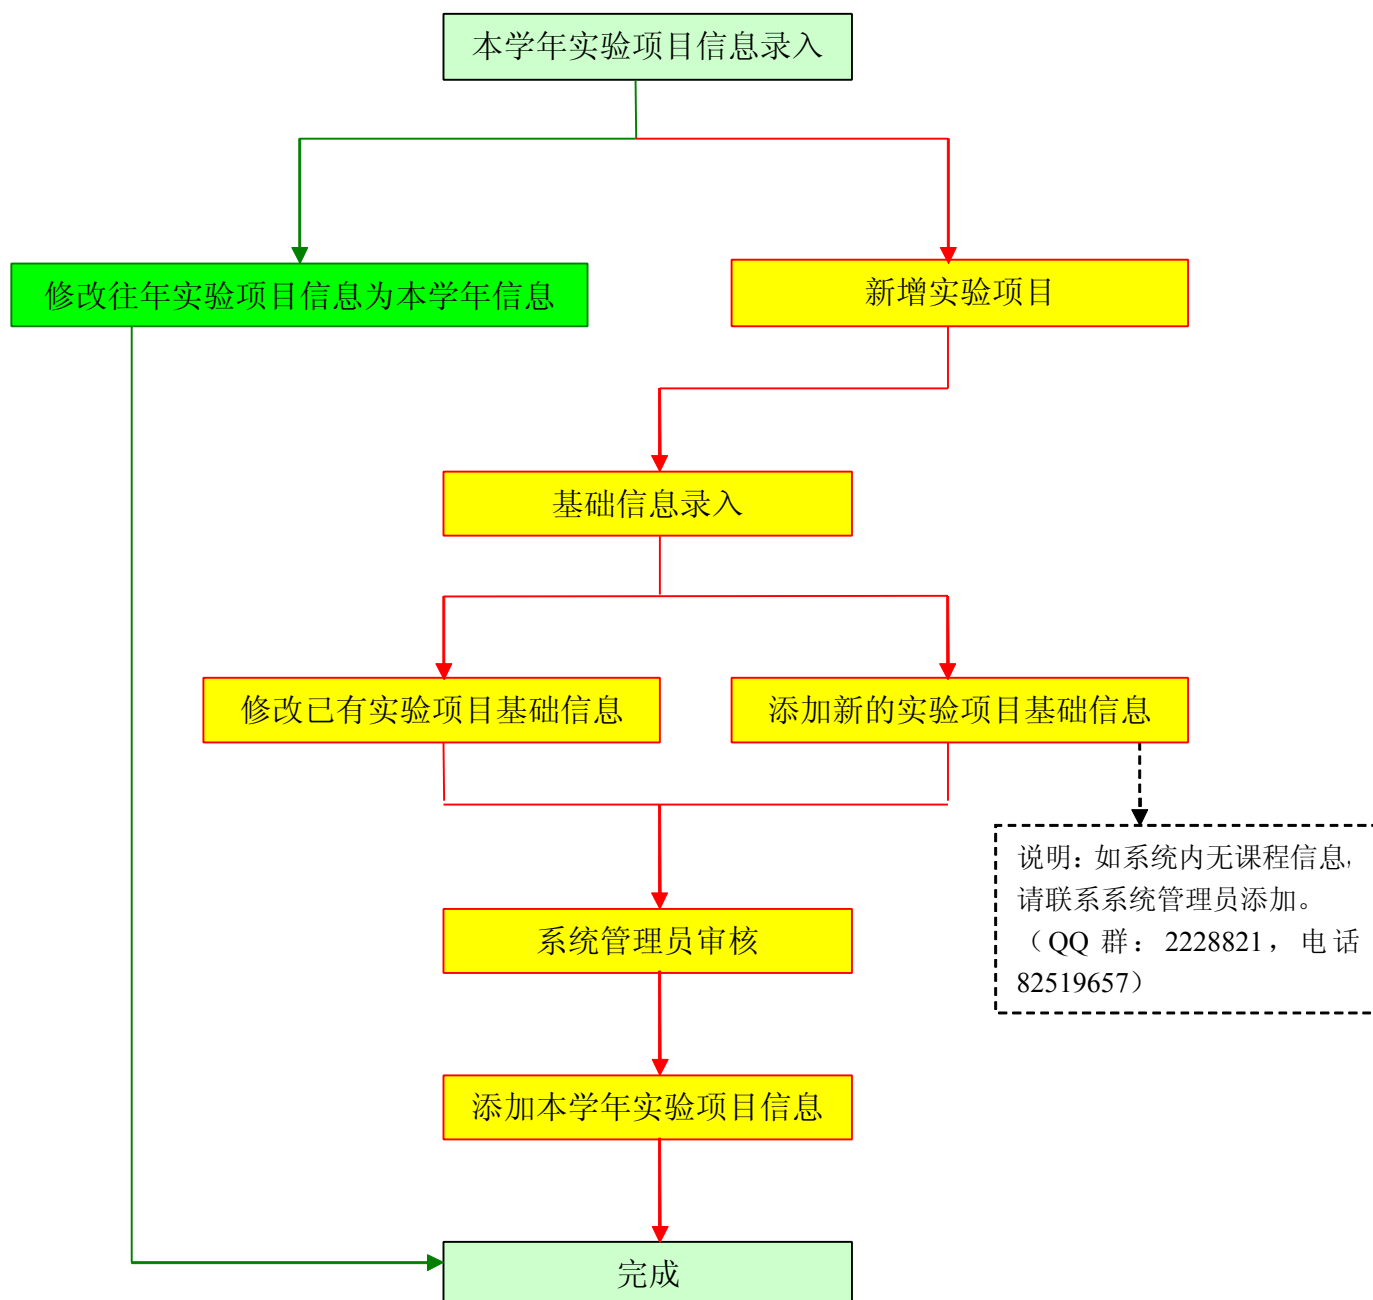 本学年实验项目信息录入
修改往年实验项目信息为本学年信息
新增实验项目
基础信息录入
修改已有实验项目基础信息
添加新的实验项目基础信息
说明：如系统内无课程信息，
请联系系统管理员添加。
（QQ 群：2228821，电话
82519657）
系统管理员审核
添加本学年实验项目信息
完成